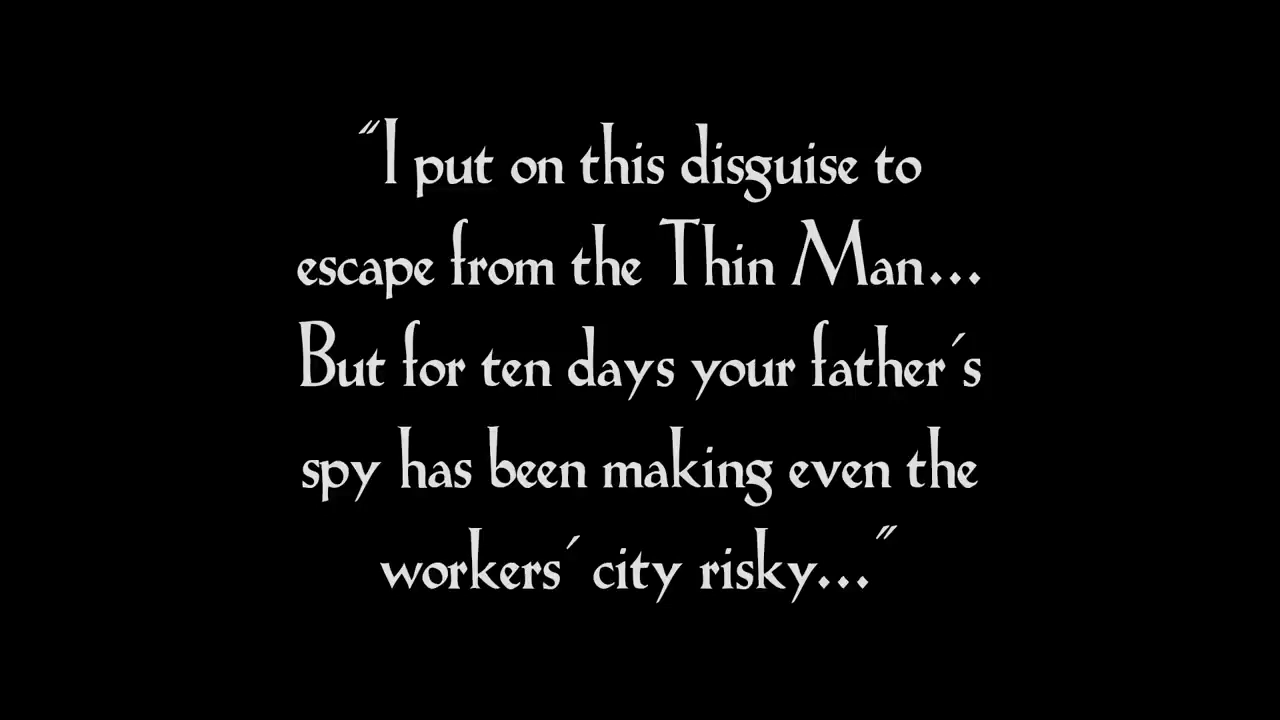 "I put on this disguise to
escape from the Thin Man...
But for ten days your father´s
spy has been making even the
workers´ city risky..."